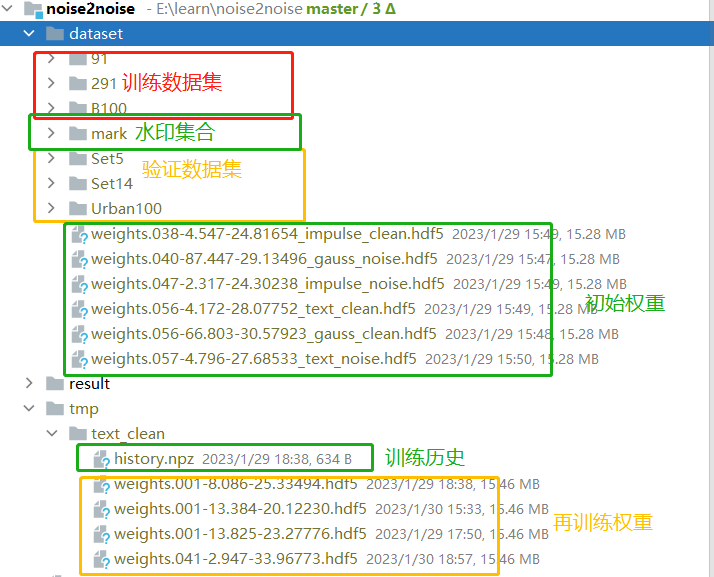 noise2noise - E:\learn\noise2noise master / 3 Δ
dataset
91
291 训练数据集
B100
mark 水印集合
Set5
验证数据集
Set14
Urban100
weights.038-4.547-24.81654_impulse_clean.hdf5 2023/1/29 15:49, 15.28 MB
weights.040-87.447-29.13496_gauss_noise.hdf5 2023/1/29 15:47, 15.28 MB
weights.047-2.317-24.30238_impulse_noise.hdf5 2023/1/29 15:49, 15.28 MB
初始权重
weights.056-4.172-28.07752_text_clean.hdf5 2023/1/29 15:49, 15.28 MB
weights.056-66.803-30.57923_gauss_clean.hdf5 2023/1/29 15:48, 15.28 MB
weights.057-4.796-27.68533_text_noise.hdf5 2023/1/29 15:50, 15.28 MB
result
tmp
text_clean
history.npz 2023/1/29 18:38, 634 B 训练历史
weights.001-8.086-25.33494.hdf5 2023/1/29 18:38, 15.46 MB
weights.001-13.384-20.12230.hdf5 2023/1/30 15:33, 15.46 MB
再训练权重
weights.001-13.825-23.27776.hdf5 2023/1/29 17:50, 15.46 MB
weights.041-2.947-33.96773.hdf5 2023/1/30 18:57, 15.46 MB